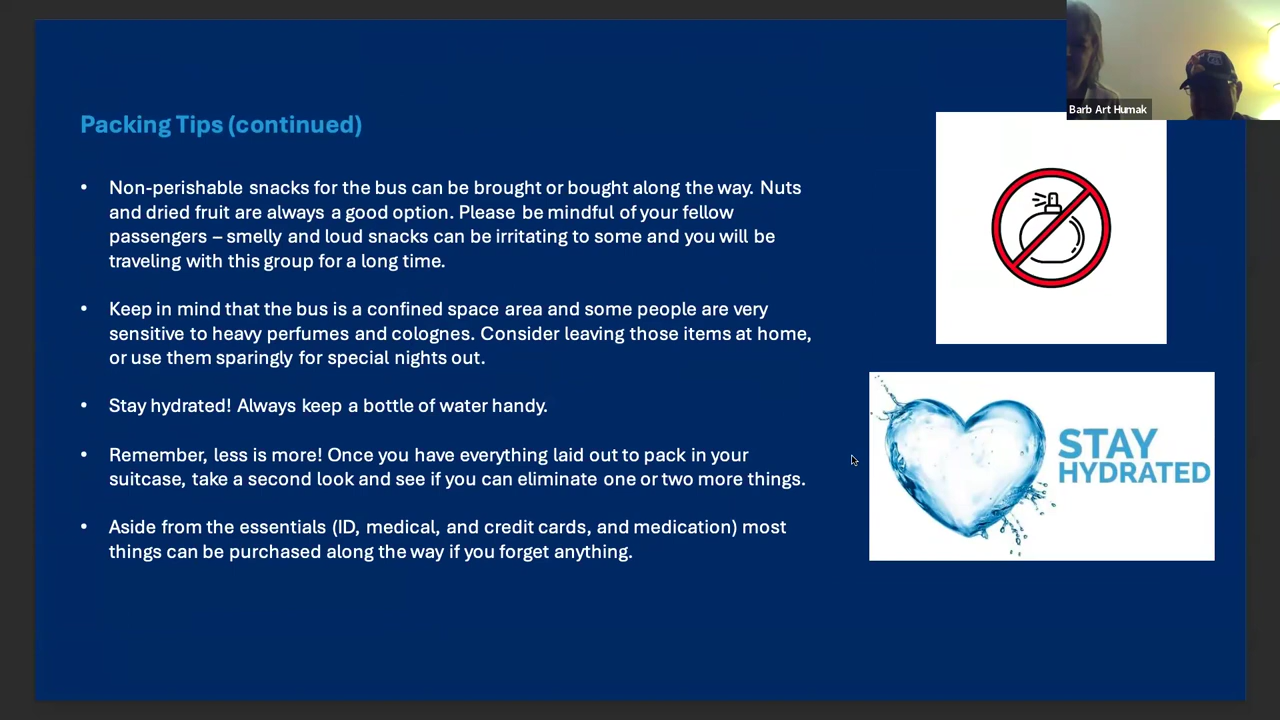 Barb Art Humak
Packing Tips (continued)
• Non-perishable snacks for the bus can be brought or bought along the way. Nuts
and dried fruit are always a good option. Please be mindful of your fellow
passengers – smelly and loud snacks can be irritating to some and you will be
traveling with this group for a long time.
• Keep in mind that the bus is a confined space area and some people are very
sensitive to heavy perfumes and colognes. Consider leaving those items at home,
or use them sparingly for special nights out.
• Stay hydrated! Always keep a bottle of water handy.
• Remember, less is more! Once you have everything laid out to pack in your
suitcase, take a second look and see if you can eliminate one or two more things.
• Aside from the essentials (ID, medical, and credit cards, and medication) most
things can be purchased along the way if you forget anything.
STAY
HYDRATED